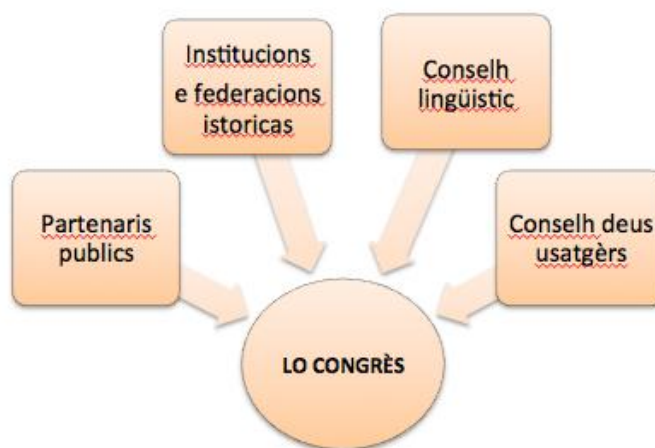 Institucions
e federacions
istoricas
Conselh
lingüistic
Partenaris
publics
Conselh deus
usatgèrs
LO CONGRÈS